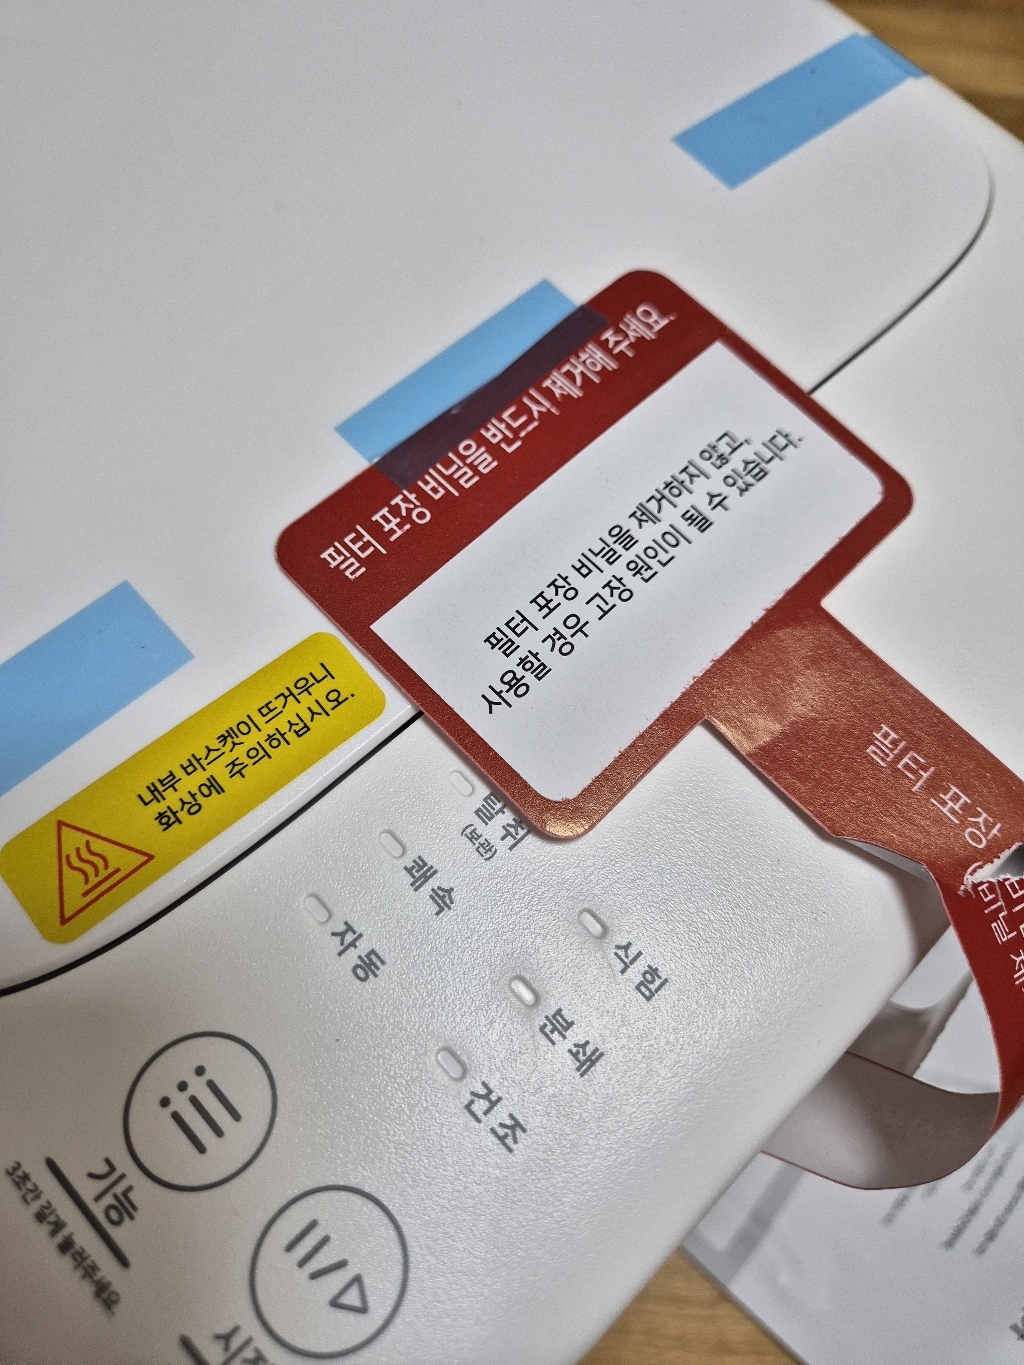 필터 포장 비닐을 반드시 제거해 주세요.
필터 포장 비닐을 제거하지 않고,
사용할 경우 고장 원인이 될 수 있습니다.
필터 포장
내부 바스켓이 뜨거우니
화상에 주의하십시오.
탈취
(보관)
쾌속
자동
식힘
분쇄
건조
기능
3초간 길게 눌러주세요.